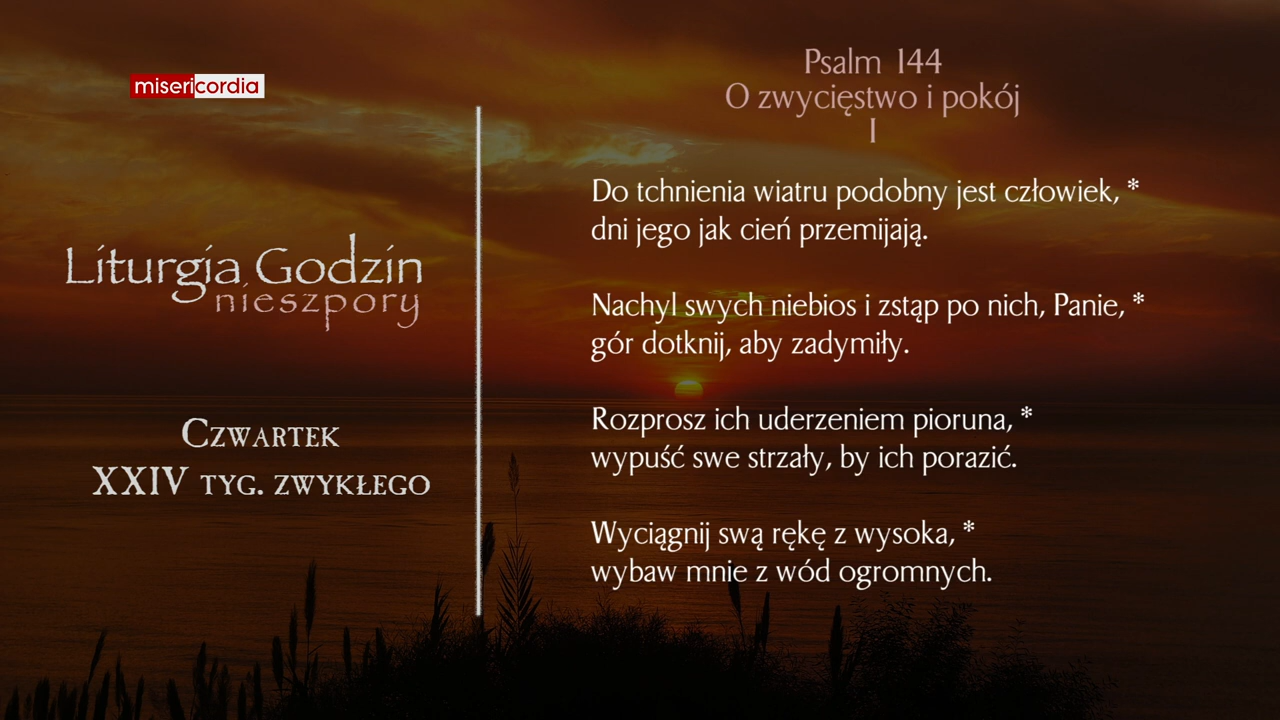 misericordia
Liturgia Godzin
nieszpory
Czwartek
XXIV tyg. zwykłego
Psalm 144
O zwycięstwo i pokój
I
Do tchnienia wiatru podobny jest człowiek, *
dni jego jak cień przemijają.
Nachyl swych niebios i zstąp po nich, Panie, *
gór dotknij, aby zadymiły.
Rozprosz ich uderzeniem pioruna, *
wypuść swe strzały, by ich porazić.
Wyciągnij swą rękę z wysoka, *
wybaw mnie z wód ogromnych.